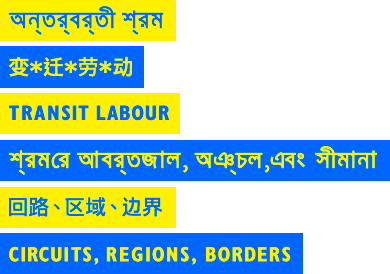 অন্তর্বর্তী শ্রম
变*迁*劳*动
TRANSIT LABOUR
শ্রমের আবর্তজাল, অঞ্চল,এবং সীমানা
回路、区域、边界
CIRCUITS, REGIONS, BORDERS